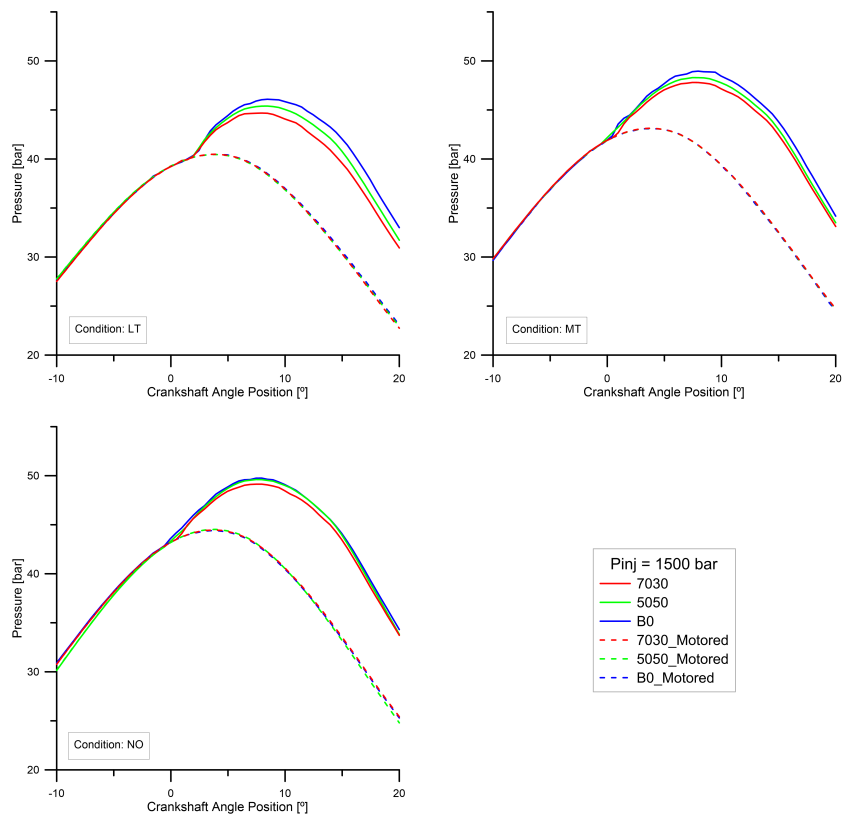 50
40
30
20
Pressure [bar]
Condition: LT
-10 0 10 20
Crankshaft Angle Position [º]
50
40
30
20
Pressure [bar]
Condition: MT
-10 0 10 20
Crankshaft Angle Position [º]
50
40
30
20
Pressure [bar]
Condition: NO
-10 0 10 20
Crankshaft Angle Position [º]
Pinj = 1500 bar
7030
5050
B0
7030_Motored
5050_Motored
B0_Motored